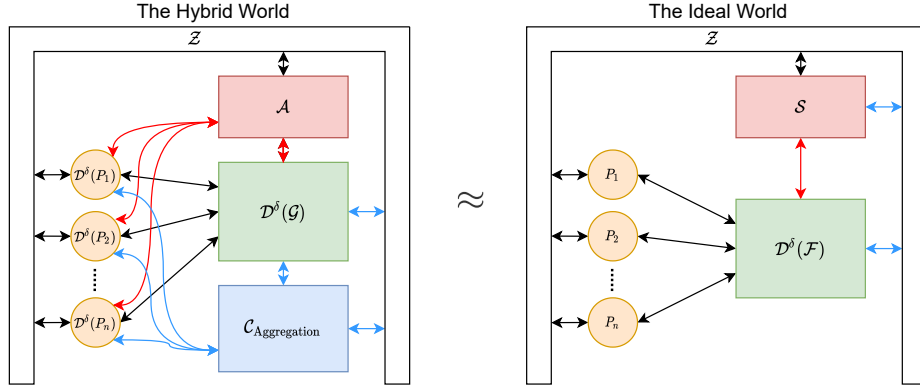 The Hybrid World
𝒵
𝒜
𝒟^δ(P_1)
𝒟^δ(P_2)
𝒟^δ(P_n)
𝒟^δ(𝒢)
𝒞_Aggregation
≈
The Ideal World
𝒵
𝒮
P_1
P_2
P_n
𝒟^δ(ℱ)